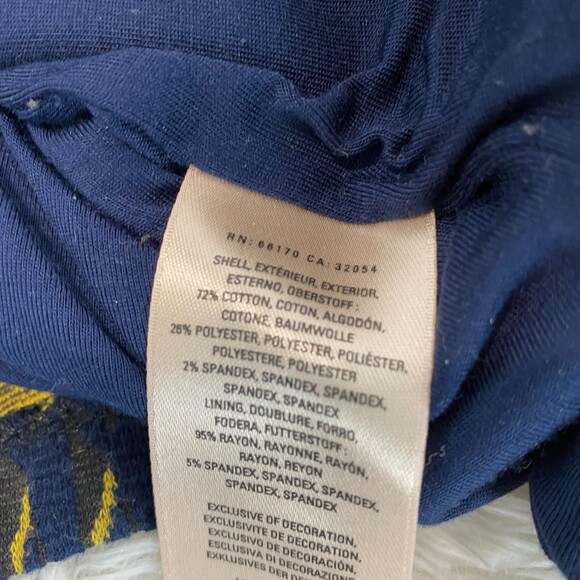 RN: 66170 CA: 32054
SHELL, EXTÉRIEUR, EXTERIOR,
ESTERNO, OBERSTOFF:
72% COTTON, COTON, ALGODÓN,
COTONE, BAUMWOLLE
26% POLYESTER, POLYESTER, POLIÉSTER,
POLYESTERE, POLYESTER
2% SPANDEX, SPANDEX, SPANDEX,
SPANDEX, SPANDEX
LINING, DOUBLURE, FORRO,
FODERA, FUTTERSTOFF:
95% RAYON, RAYONNE, RAYÓN,
RAYON, REYON
5% SPANDEX, SPANDEX, SPANDEX,
SPANDEX, SPANDEX
EXCLUSIVE OF DECORATION,
EXCLUSIVITE DE DECORATION,
EXCLUSIVO DE DECORACIÓN,
ESCLUSIVA DI DECORAZIONI